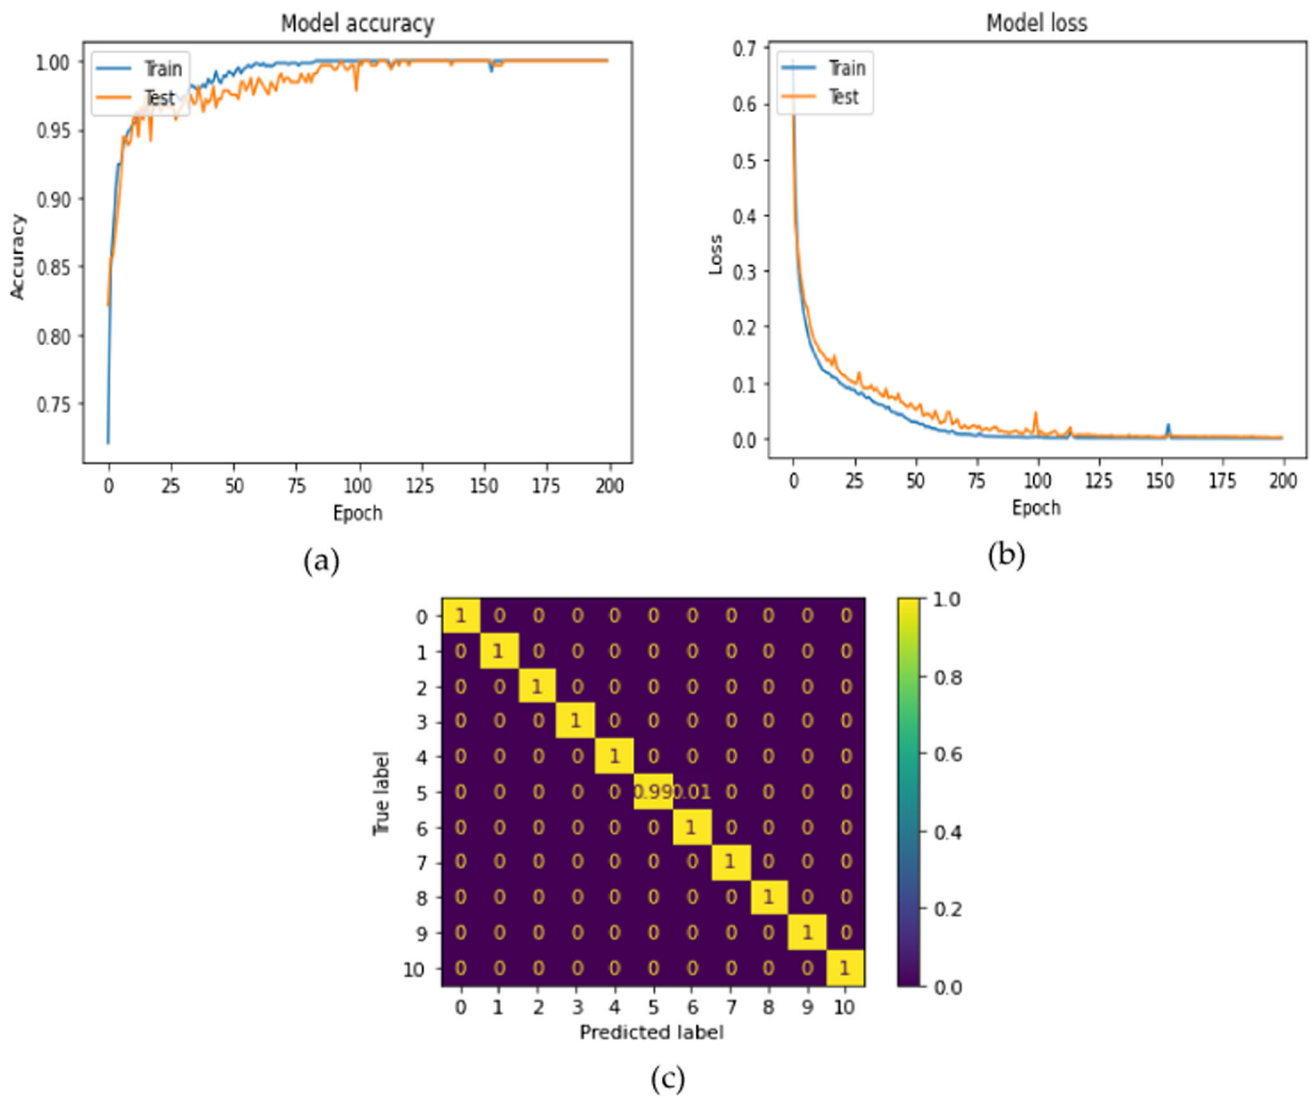 Model accuracy
1.00
0.95
0.90
0.85
0.80
0.75
Accuracy
Train
Test
0 25 50 75 100 125 150 175 200
Epoch
(a)
Model loss
0.7
0.6
0.5
0.4
0.3
0.2
0.1
0.0
Loss
Train
Test
0 25 50 75 100 125 150 175 200
Epoch
(b)
True label
0 1 0 0 0 0 0 0 0 0 0 0
1 0 1 0 0 0 0 0 0 0 0 0
2 0 0 1 0 0 0 0 0 0 0 0
3 0 0 0 1 0 0 0 0 0 0 0
4 0 0 0 0 1 0 0 0 0 0 0
5 0 0 0 0 0 0.99 0.01 0 0 0 0
6 0 0 0 0 0 0 1 0 0 0 0
7 0 0 0 0 0 0 0 1 0 0 0
8 0 0 0 0 0 0 0 0 1 0 0
9 0 0 0 0 0 0 0 0 0 1 0
10 0 0 0 0 0 0 0 0 0 0 1
0 1 2 3 4 5 6 7 8 9 10
Predicted label
1.0
0.8
0.6
0.4
0.2
0.0
(c)